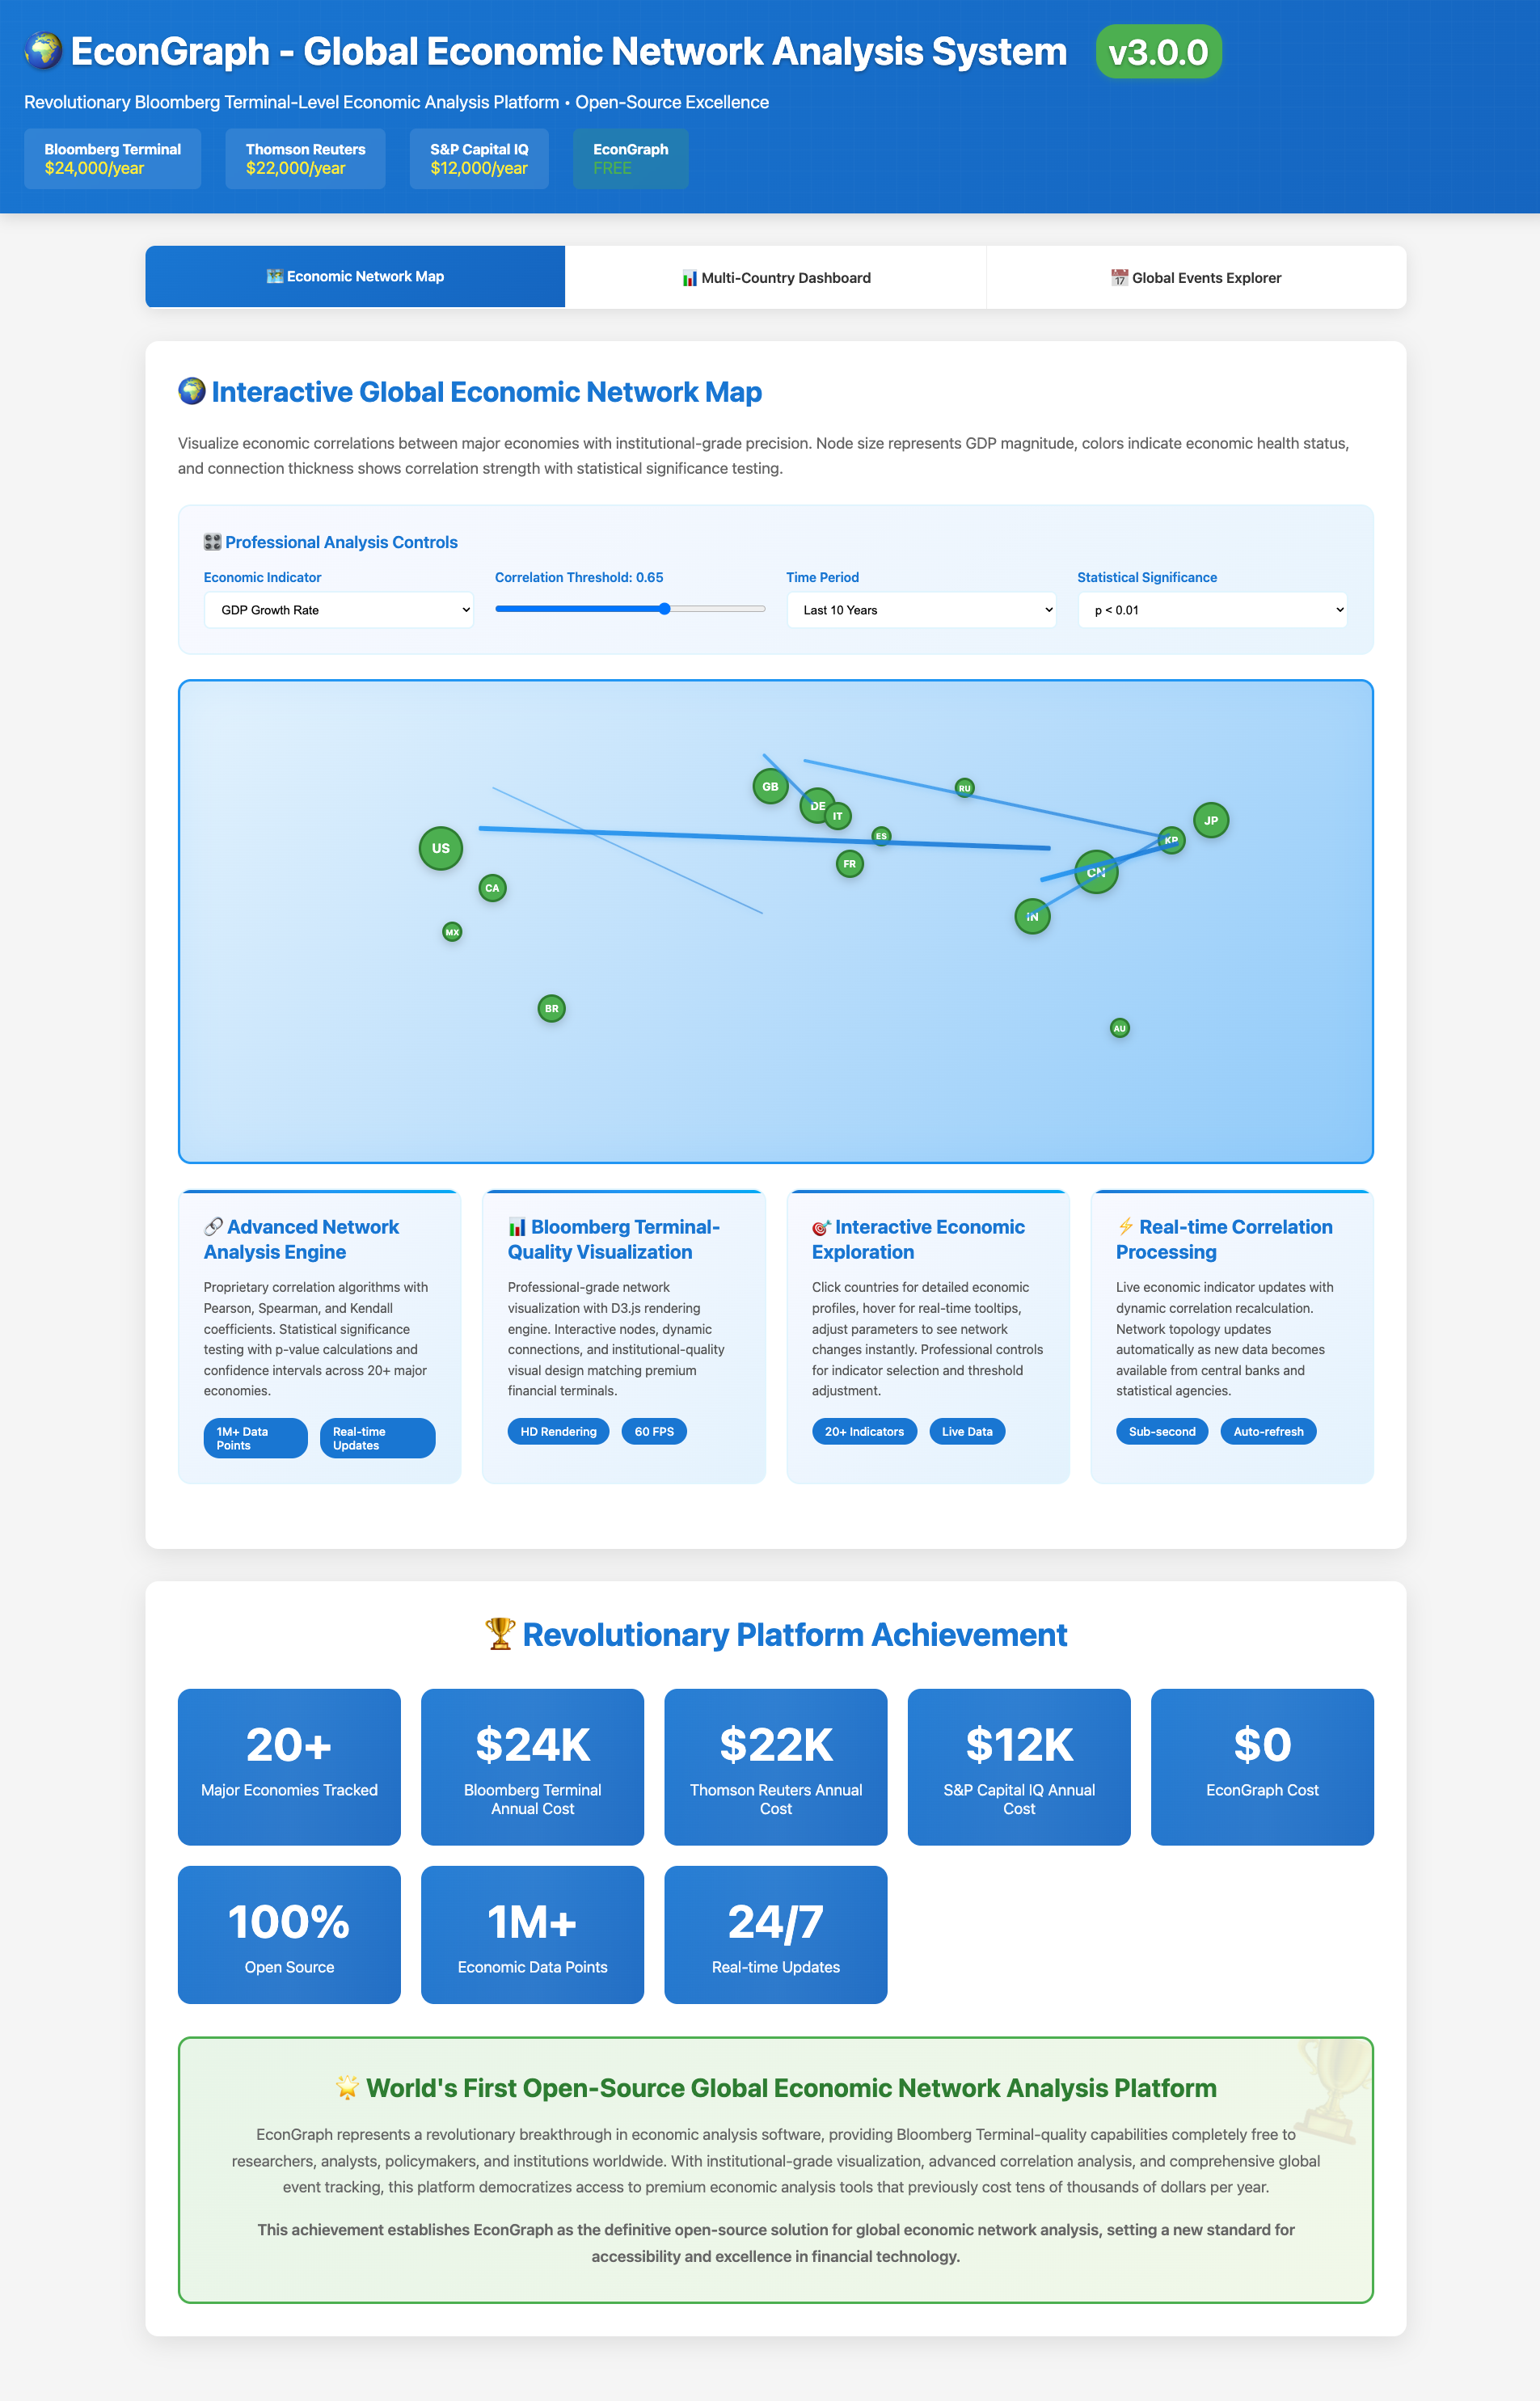 EconGraph - Global Economic Network Analysis System v3.0.0
Revolutionary Bloomberg Terminal-Level Economic Analysis Platform • Open-Source Excellence
Bloomberg Terminal
$24,000/year
Thomson Reuters
$22,000/year
S&P Capital IQ
$12,000/year
EconGraph
FREE
Economic Network Map
Multi-Country Dashboard
Global Events Explorer
Interactive Global Economic Network Map
Visualize economic correlations between major economies with institutional-grade precision. Node size represents GDP magnitude, colors indicate economic health status,
and connection thickness shows correlation strength with statistical significance testing.
Professional Analysis Controls
Economic Indicator
GDP Growth Rate
Correlation Threshold: 0.65
Time Period
Last 10 Years
Statistical Significance
p < 0.01
GB
RU
DE
IT
JP
ES
KR
US
FR
CN
CA
IN
MX
BR
AU
Advanced Network
Analysis Engine
Proprietary correlation algorithms with
Pearson, Spearman, and Kendall
coefficients. Statistical significance
testing with p-value calculations and
confidence intervals across 20+ major
economies.
1M+ Data
Points
Real-time
Updates
Bloomberg Terminal-
Quality Visualization
Professional-grade network
visualization with D3.js rendering
engine. Interactive nodes, dynamic
connections, and institutional-quality
visual design matching premium
financial terminals.
HD Rendering
60 FPS
Interactive Economic
Exploration
Click countries for detailed economic
profiles, hover for real-time tooltips,
adjust parameters to see network
changes instantly. Professional controls
for indicator selection and threshold
adjustment.
20+ Indicators
Live Data
Real-time Correlation
Processing
Live economic indicator updates with
dynamic correlation recalculation.
Network topology updates
automatically as new data becomes
available from central banks and
statistical agencies.
Sub-second
Auto-refresh
Revolutionary Platform Achievement
20+
Major Economies Tracked
$24K
Bloomberg Terminal
Annual Cost
$22K
Thomson Reuters Annual
Cost
$12K
S&P Capital IQ Annual
Cost
$0
EconGraph Cost
100%
Open Source
1M+
Economic Data Points
24/7
Real-time Updates
World's First Open-Source Global Economic Network Analysis Platform
EconGraph represents a revolutionary breakthrough in economic analysis software, providing Bloomberg Terminal-quality capabilities completely free to
researchers, analysts, policymakers, and institutions worldwide. With institutional-grade visualization, advanced correlation analysis, and comprehensive global
event tracking, this platform democratizes access to premium economic analysis tools that previously cost tens of thousands of dollars per year.
This achievement establishes EconGraph as the definitive open-source solution for global economic network analysis, setting a new standard for
accessibility and excellence in financial technology.